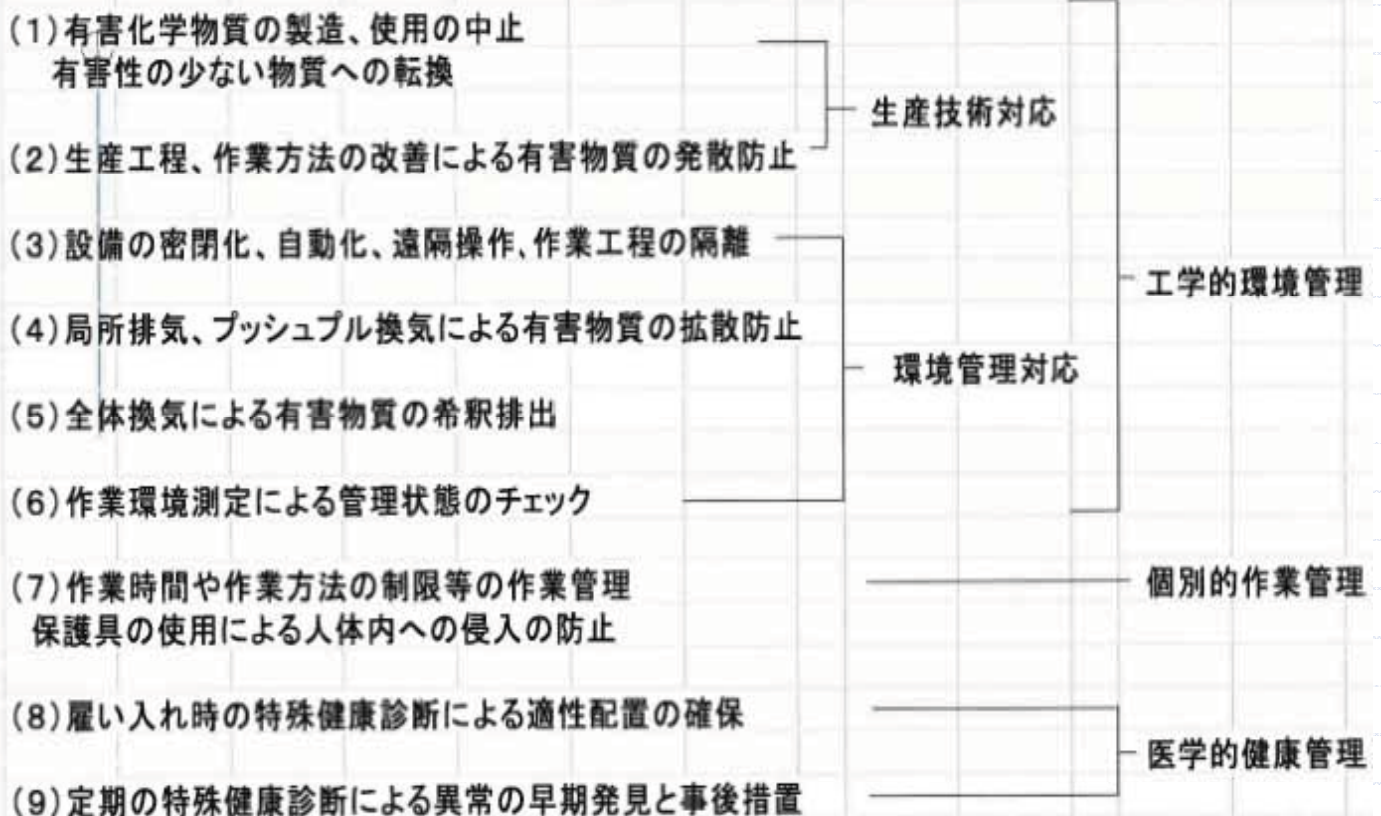 (1)有害化学物質の製造、使用の中止
有害性の少ない物質への転換
生産技術対応
(2)生産工程、作業方法の改善による有害物質の発散防止
(3)設備の密閉化、自動化、遠隔操作、作業工程の隔離
工学的環境管理
(4)局所排気、プッシュプル換気による有害物質の拡散防止
環境管理対応
(5)全体換気による有害物質の希釈排出
(6)作業環境測定による管理状態のチェック
(7)作業時間や作業方法の制限等の作業管理
個別的作業管理
保護具の使用による人体内への侵入の防止
(8)雇い入れ時の特殊健康診断による適性配置の確保
医学的健康管理
(9)定期の特殊健康診断による異常の早期発見と事後措置